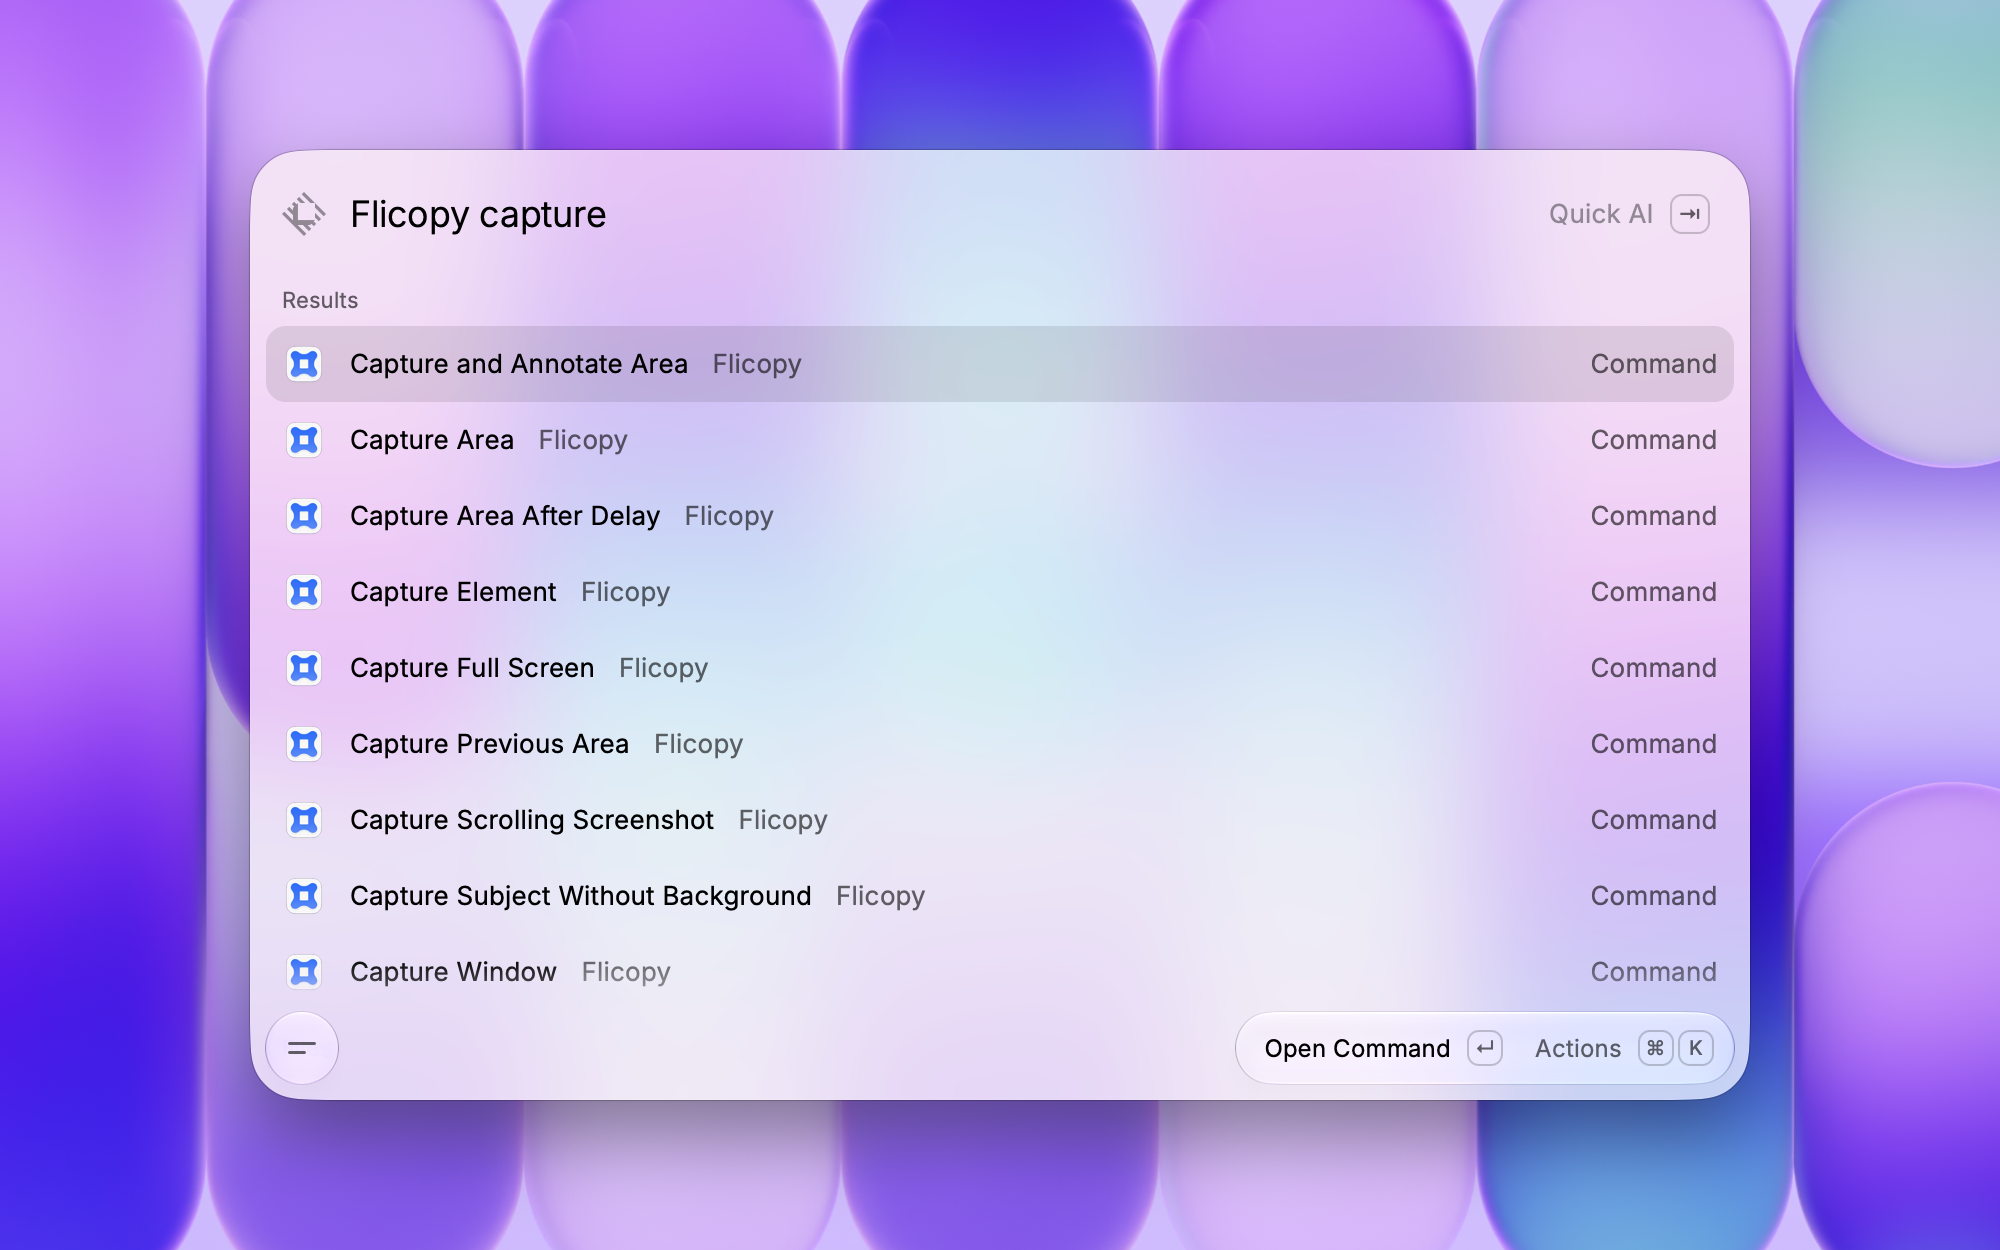 Flicopy capture Quick AI
Results
Capture and Annotate Area Flicopy Command
Capture Area Flicopy Command
Capture Area After Delay Flicopy Command
Capture Element Flicopy Command
Capture Full Screen Flicopy Command
Capture Previous Area Flicopy Command
Capture Scrolling Screenshot Flicopy Command
Capture Subject Without Background Flicopy Command
Capture Window Flicopy Command
Open Command ↵ Actions ⌘ K